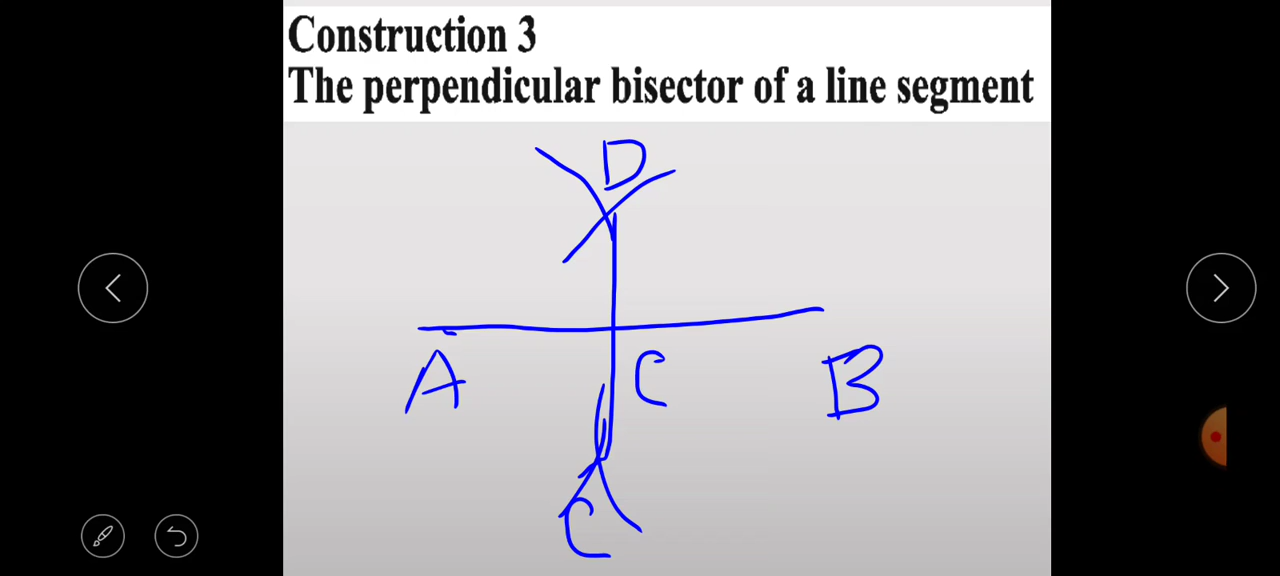 Construction 3
The perpendicular bisector of a line segment
D
A C B
C